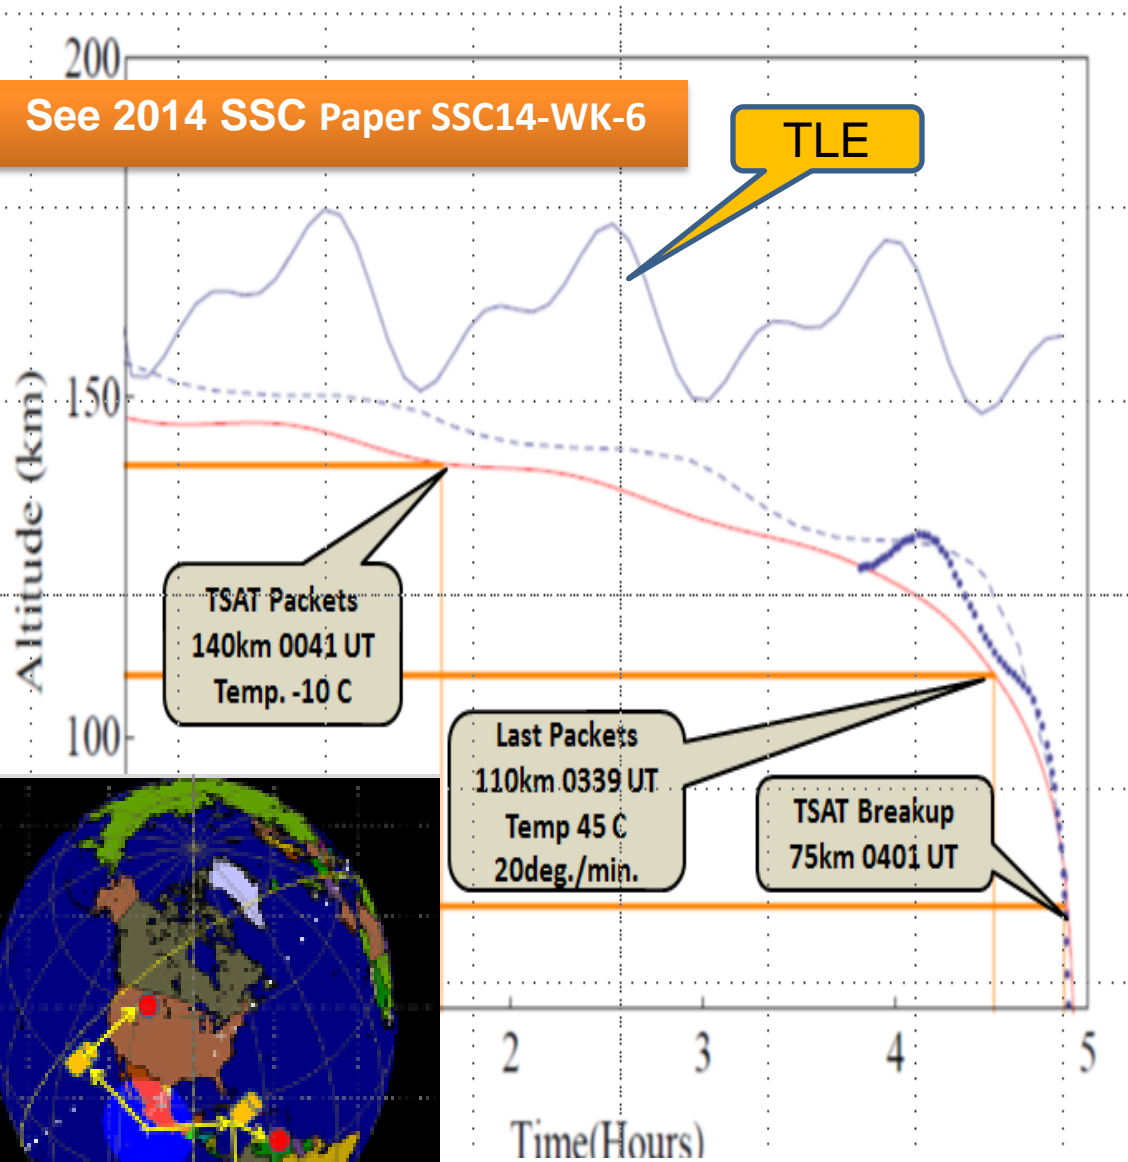 200
See 2014 SSC Paper SSC14-WK-6
TLE
Altitude (km)
150
TSAT Packets
140km 0041 UT
Temp. -10 C
100
Last Packets
110km 0339 UT
Temp 45 C
20deg./min.
TSAT Breakup
75km 0401 UT
2
3
4
5
Time(Hours)